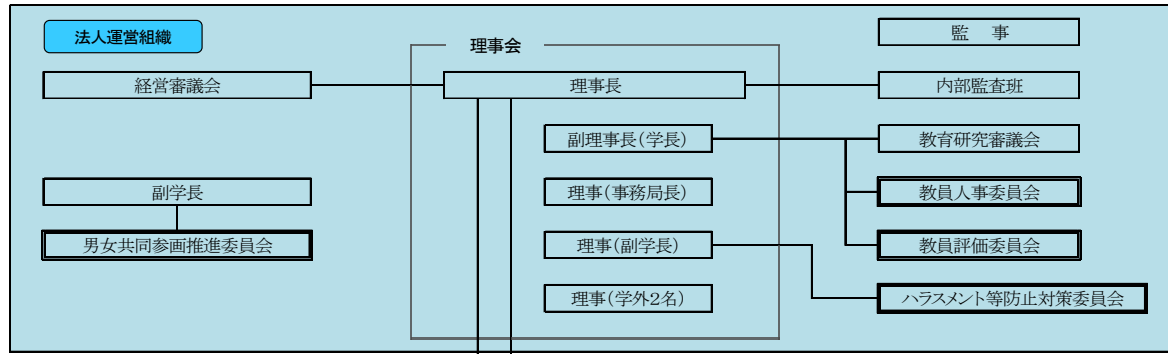 法人運営組織
理事会
監　事
経営審議会
理事長
内部監査班
副理事長(学長)
教育研究審議会
副学長
理事(事務局長)
教員人事委員会
男女共同参画推進委員会
理事(副学長)
教員評価委員会
理事(学外2名)
ハラスメント等防止対策委員会